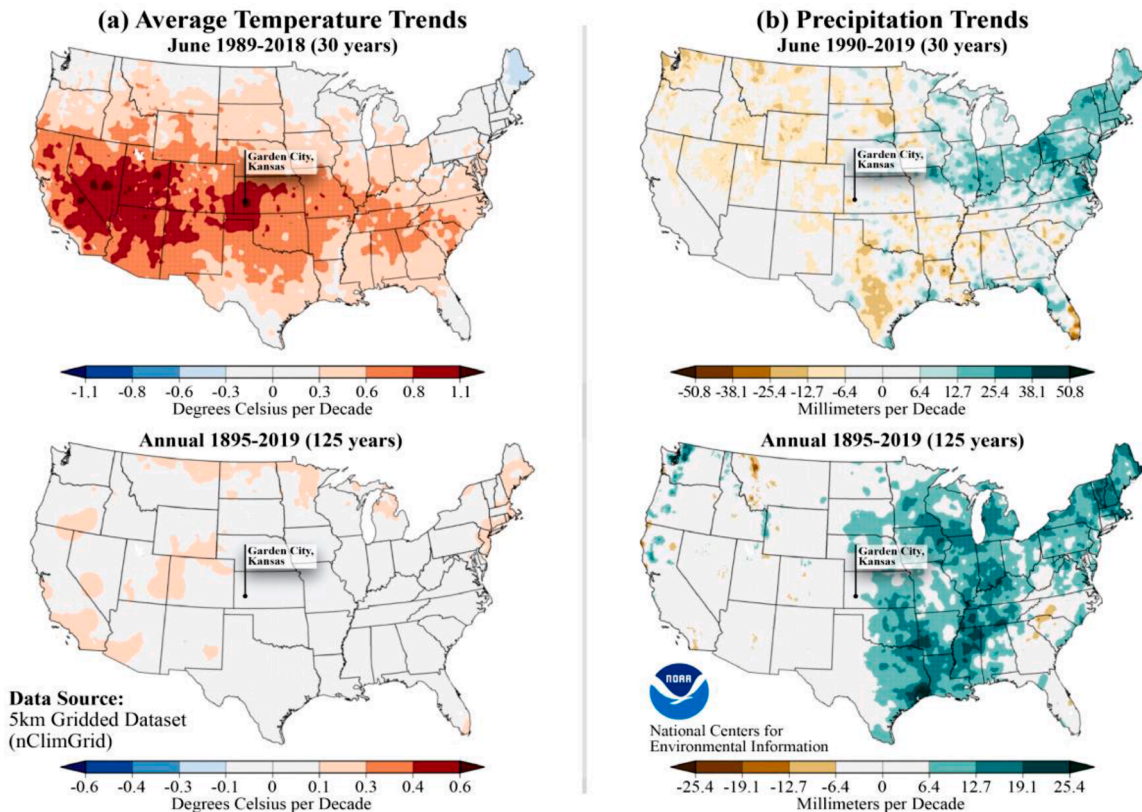 (a) Average Temperature Trends
June 1989-2018 (30 years)
Garden City,
Kansas
-1.1 -0.8 -0.6 -0.3 0 0.3 0.6 0.8 1.1
Degrees Celsius per Decade
Annual 1895-2019 (125 years)
Garden City,
Kansas
Data Source:
5km Gridded Dataset
(nClimGrid)
-0.6 -0.4 -0.3 -0.1 0 0.1 0.3 0.4 0.6
Degrees Celsius per Decade
(b) Precipitation Trends
June 1990-2019 (30 years)
Garden City,
Kansas
-50.8 -38.1 -25.4 -12.7 -6.4 0 6.4 12.7 25.4 38.1 50.8
Millimeters per Decade
Annual 1895-2019 (125 years)
Garden City,
Kansas
NOAA
National Centers for
Environmental Information
-25.4 -19.1 -12.7 -6.4 0 6.4 12.7 19.1 25.4
Millimeters per Decade